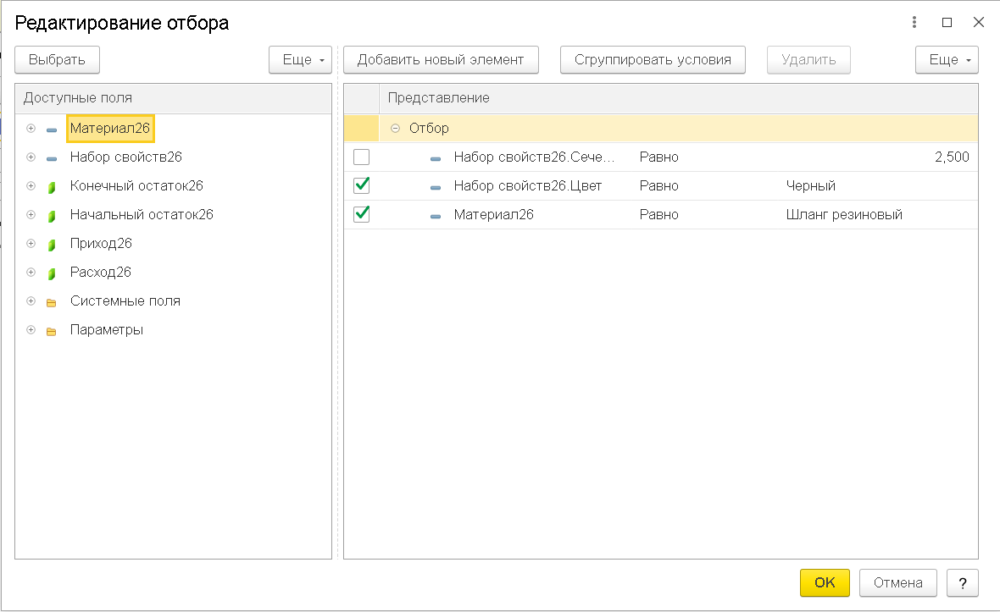 Редактирование отбора
Выбрать Еще Добавить новый элемент Сгруппировать условия Удалить Еще
Доступные поля
Материал26
Набор свойств26
Конечный остаток26
Начальный остаток26
Приход26
Расход26
Системные поля
Параметры
Представление
Отбор
Набор свойств26.Сече... Равно 2,500
Набор свойств26.Цвет Равно Черный
Материал26 Равно Шланг резиновый
ОК Отмена ?